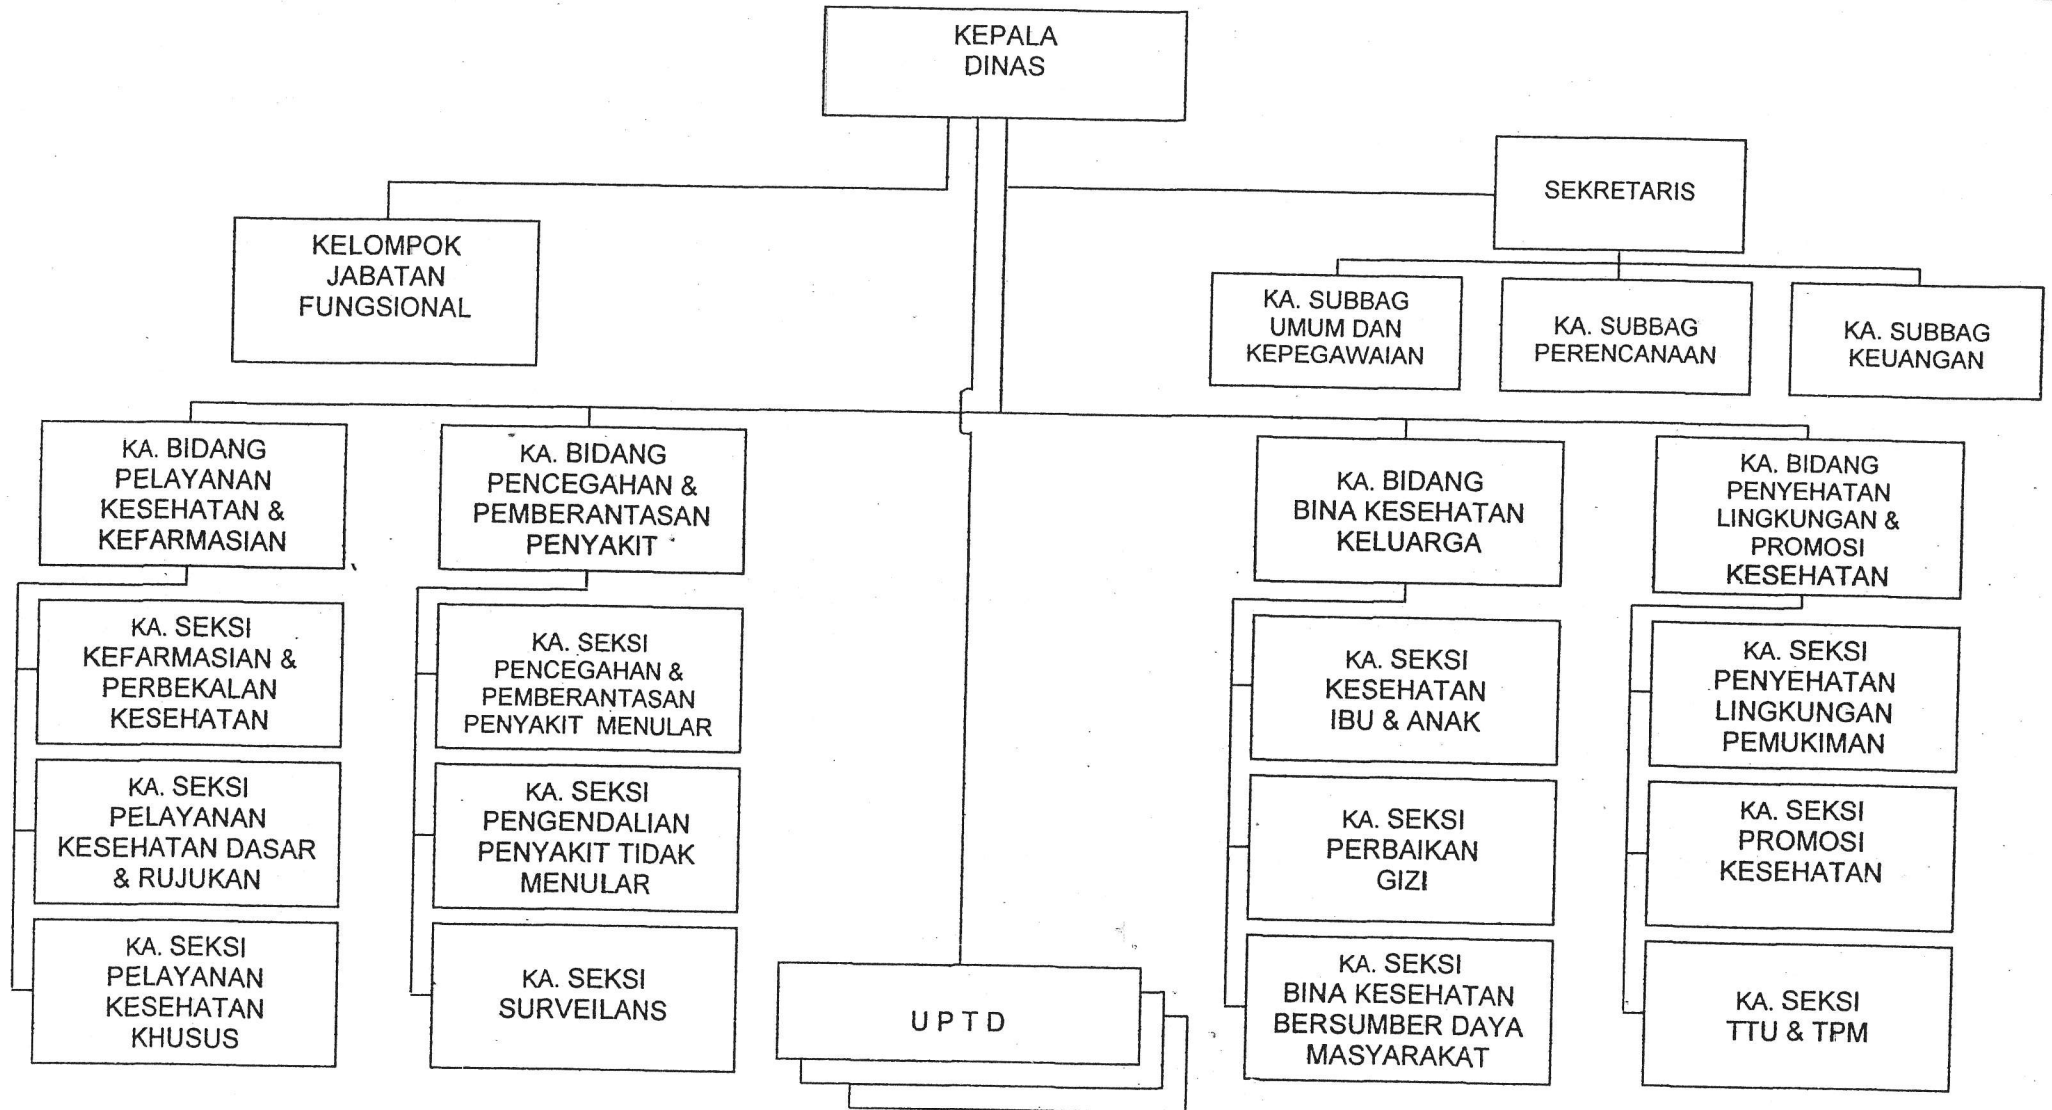 KEPALA
DINAS
SEKRETARIS
KELOMPOK
JABATAN
FUNGSIONAL
KA. SUBBAG
UMUM DAN
KEPEGAWAIAN
KA. SUBBAG
PERENCANAAN
KA. SUBBAG
KEUANGAN
KA. BIDANG
PELAYANAN
KESEHATAN &
KEFARMASIAN
KA. BIDANG
PENCEGAHAN &
PEMBERANTASAN
PENYAKIT
KA. BIDANG
BINA KESEHATAN
KELUARGA
KA. BIDANG
PENYEHATAN
LINGKUNGAN &
PROMOSI
KESEHATAN
KA. SEKSI
KEFARMASIAN &
PERBEKALAN
KESEHATAN
KA. SEKSI
PENCEGAHAN &
PEMBERANTASAN
PENYAKIT MENULAR
KA. SEKSI
KESEHATAN
IBU & ANAK
KA. SEKSI
PENYEHATAN
LINGKUNGAN
PEMUKIMAN
KA. SEKSI
PELAYANAN
KESEHATAN DASAR
& RUJUKAN
KA. SEKSI
PENGENDALIAN
PENYAKIT TIDAK
MENULAR
KA. SEKSI
PERBAIKAN
GIZI
KA. SEKSI
PROMOSI
KESEHATAN
KA. SEKSI
PELAYANAN
KESEHATAN
KHUSUS
KA. SEKSI
SURVEILANS
U P T D
KA. SEKSI
BINA KESEHATAN
BERSUMBER DAYA
MASYARAKAT
KA. SEKSI
TTU & TPM